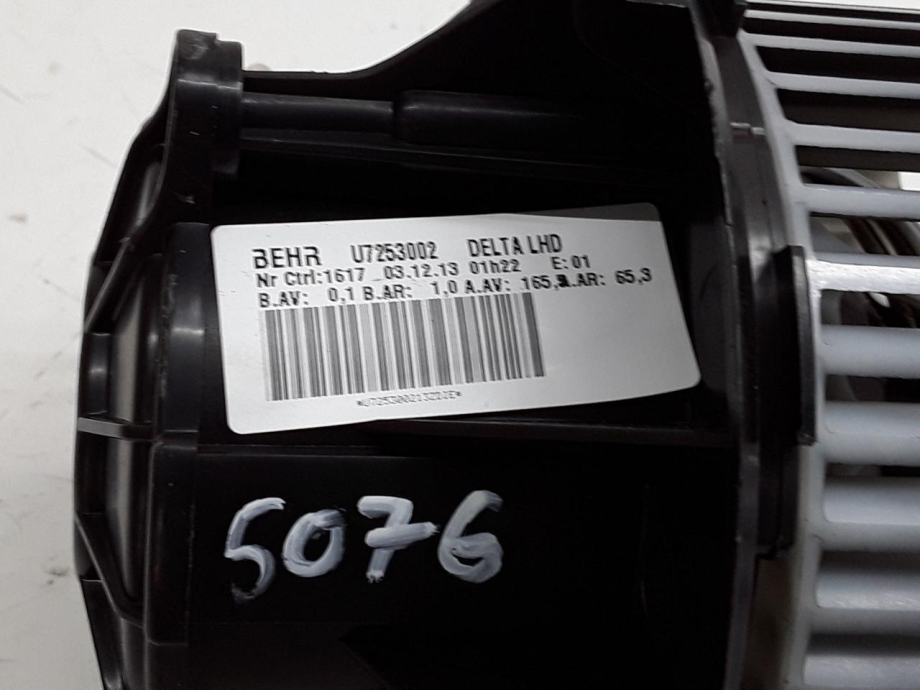 BEHR U7253002 DELTA LHD
Nr Ctrl:1617 03.12.13 01h22 E: 01
B.AV: 0,1 B.AR: 1,0 A.AV: 165, .AR: 65,3
5076